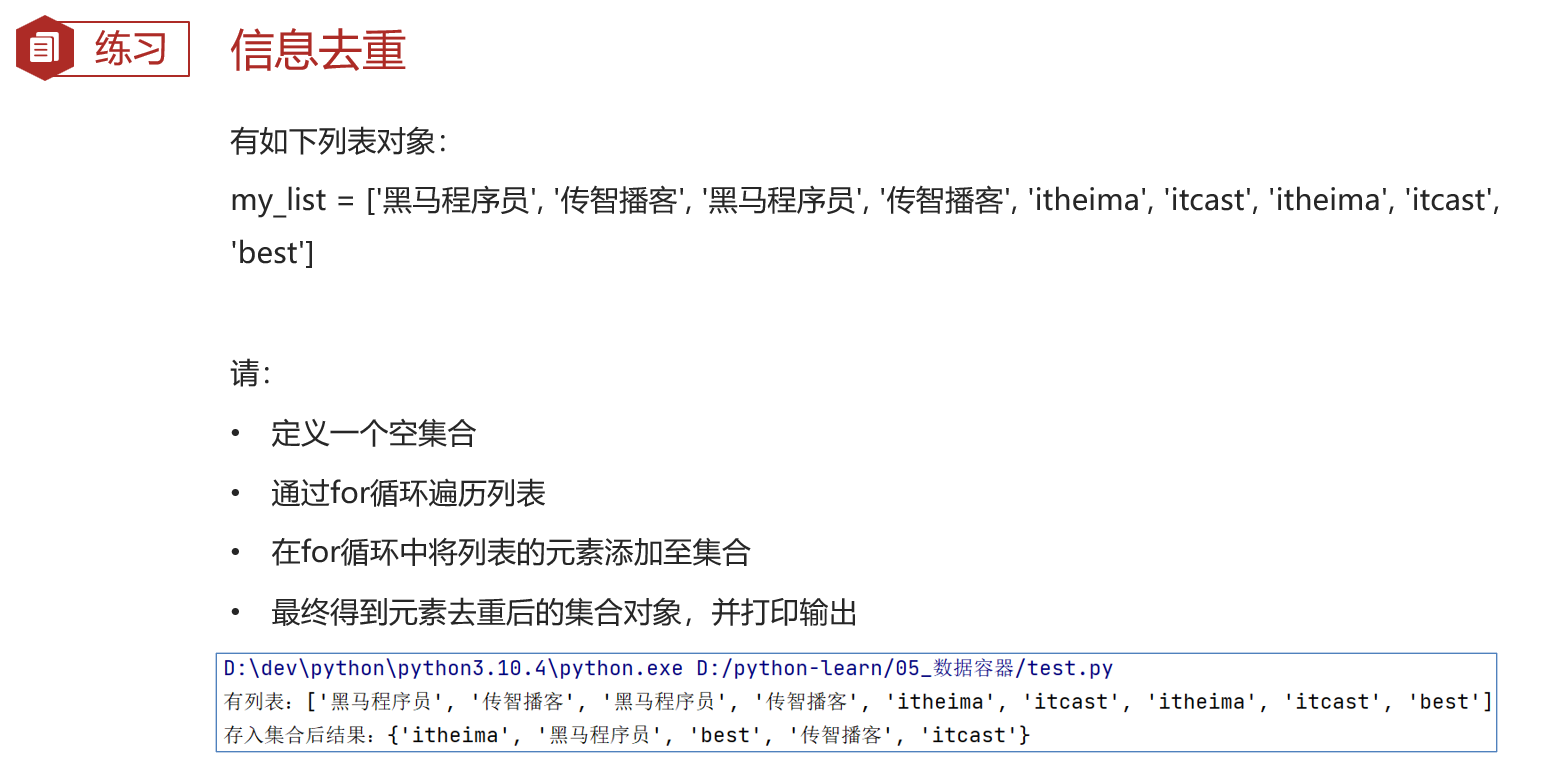 练习
信息去重
有如下列表对象：
my_list = ['黑马程序员', '传智播客', '黑马程序员', '传智播客', 'itheima', 'itcast', 'itheima', 'itcast',
'best']
请：
• 定义一个空集合
• 通过for循环遍历列表
• 在for循环中将列表的元素添加至集合
• 最终得到元素去重后的集合对象，并打印输出
D:\dev\python\python3.10.4\python.exe D:/python-learn/05_数据容器/test.py
有列表：['黑马程序员', '传智播客', '黑马程序员', '传智播客', 'itheima', 'itcast', 'itheima', 'itcast', 'best']
存入集合后结果：{'itheima', '黑马程序员', 'best', '传智播客', 'itcast'}